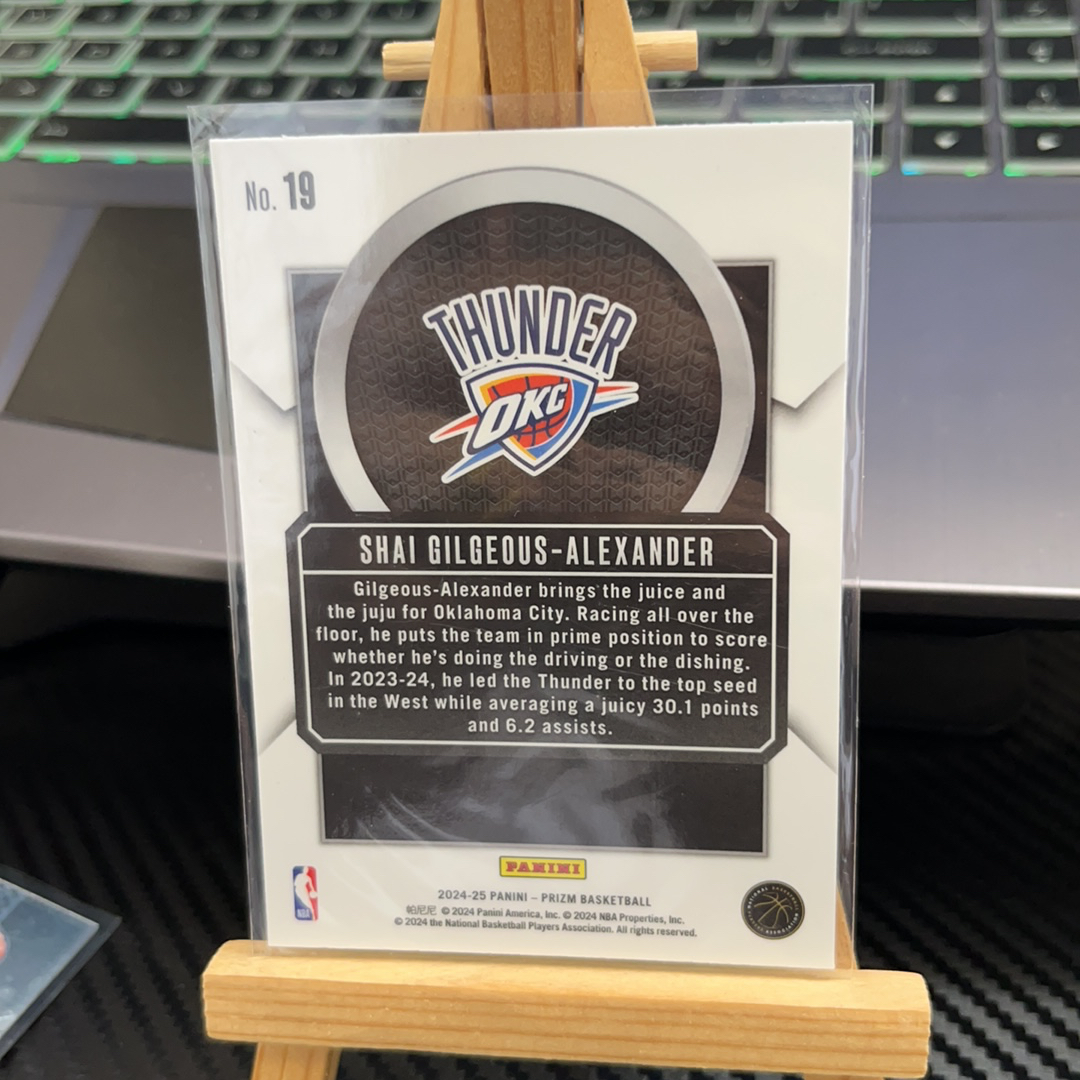 No. 19
THUNDER
OKC
SHAI GILGEOUS-ALEXANDER
Gilgeous-Alexander brings the juice and
the juju for Oklahoma City. Racing all over the
floor, he puts the team in prime position to score
whether he's doing the driving or the dishing.
In 2023-24, he led the Thunder to the top seed
in the West while averaging a juicy 30.1 points
and 6.2 assists.
PANINI
2024-25 PANINI – PRIZM BASKETBALL
帕尼尼 © 2024 Panini America, Inc. © 2024 NBA Properties, Inc.
© 2024 the National Basketball Players Association. All rights reserved.
NBA